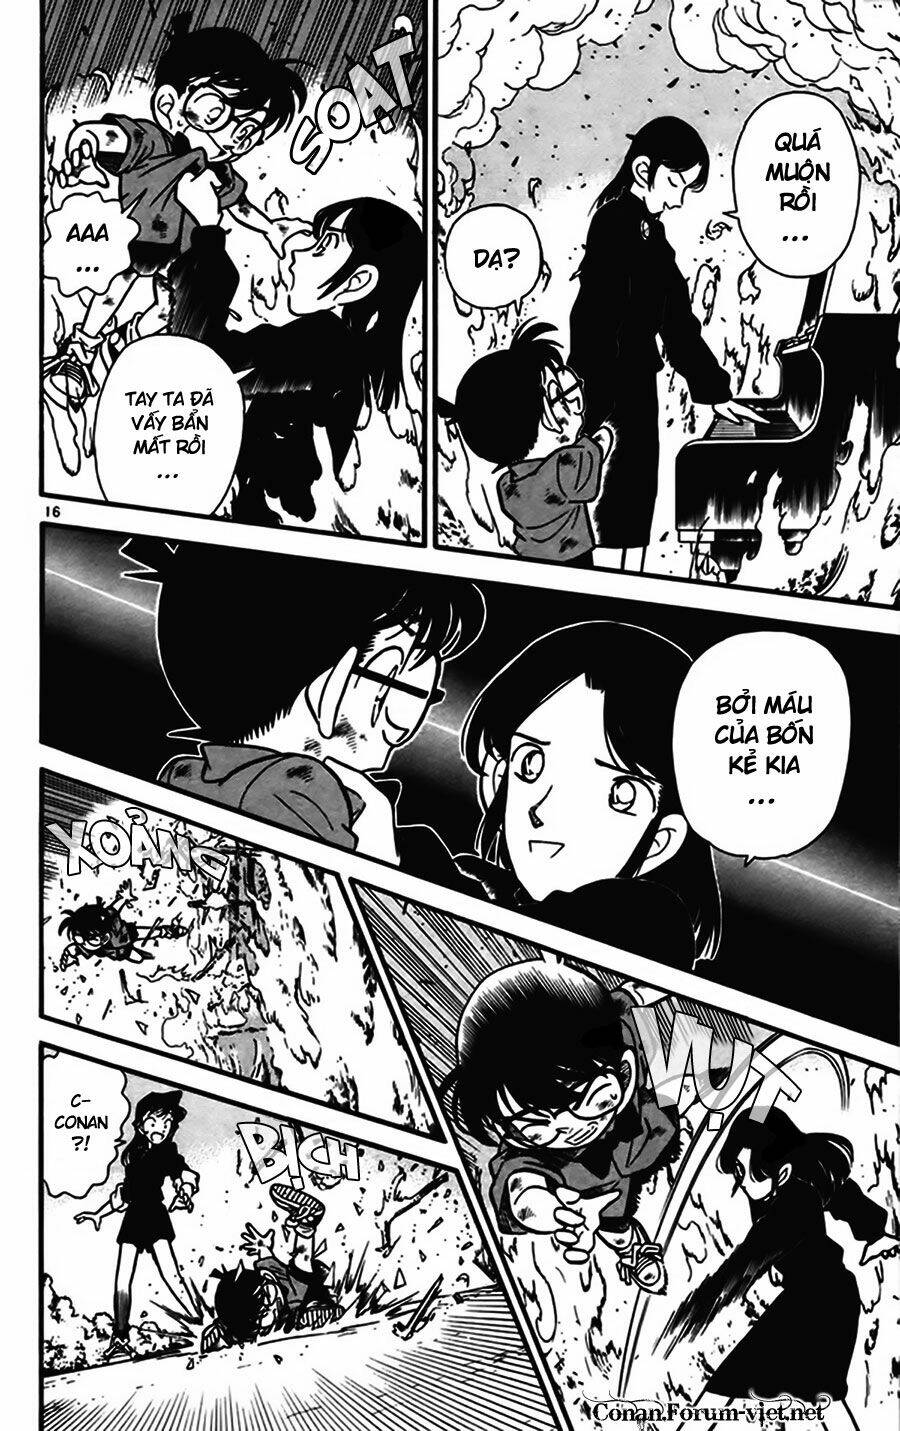 QUÁ
MUỘN
RỒI
...
DẠ?
SOẠT
AAA
...
TAY TA ĐÃ
VẤY BẨN
MẤT RỒI
...
16
BỞI MÁU
CỦA BỐN
KẺ KIA
...
VỤT
XOẢNG
C-
CONAN
?!
BỊCH
Conan.Forum-viet.net